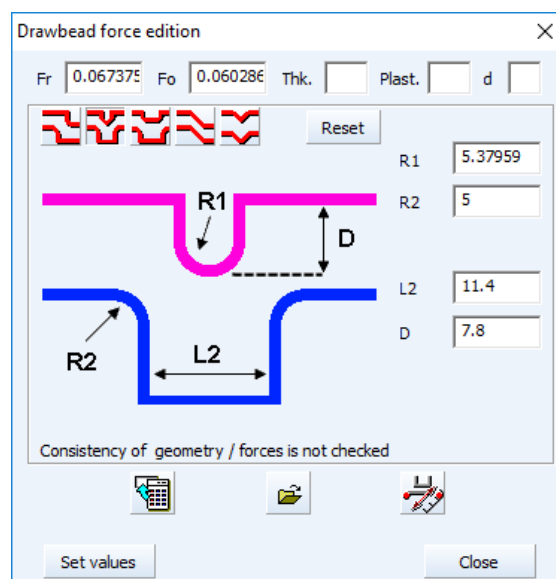 Drawbead force edition
Fr 0.067375 Fo 0.060286 Thk. Plast. d
Reset
R1 5.37959
R2 5
R1
D
L2 11.4
D 7.8
R2
L2
Consistency of geometry / forces is not checked
Set values Close